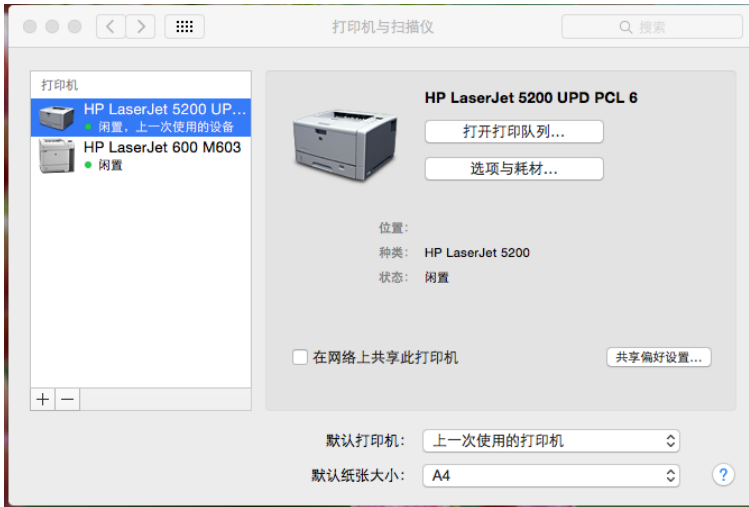 打印机与扫描仪
搜索
打印机
HP LaserJet 5200 UP...
闲置，上一次使用的设备
HP LaserJet 600 M603
闲置
HP LaserJet 5200 UPD PCL 6
打开打印队列...
选项与耗材...
位置：
种类： HP LaserJet 5200
状态： 闲置
在网络上共享此打印机
共享偏好设置...
+ −
默认打印机： 上一次使用的打印机
默认纸张大小： A4
?